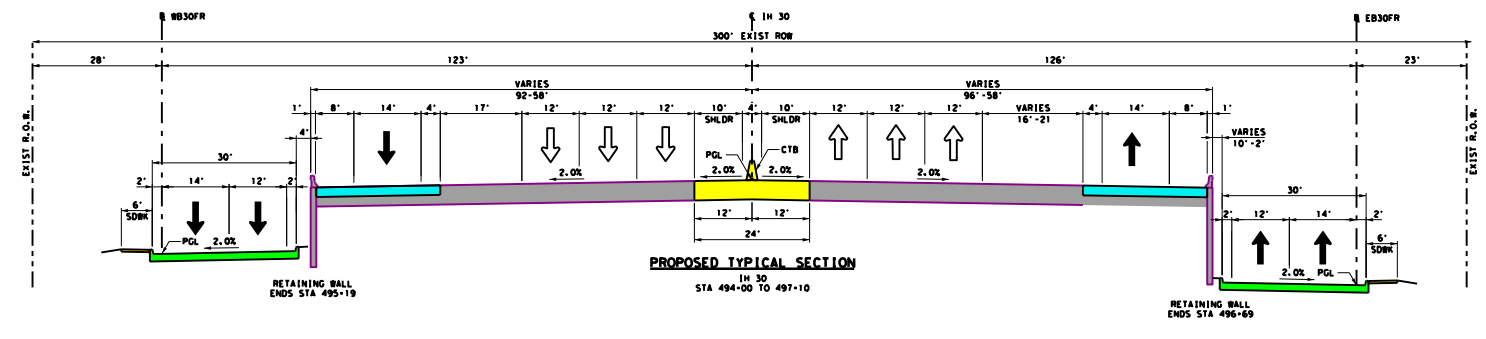 ℄ WB30FR
℄ IH 30
℄ EB30FR
300' EXIST ROW
28'
123'
126'
23'
VARIES
92-58'
VARIES
96'-58'
1'
8'
14'
4'
17'
12'
12'
12'
10'
SHLDR
4'
10'
SHLDR
12'
12'
12'
VARIES
16'-21
4'
14'
8'
1'
EXIST R.O.W.
EXIST R.O.W.
4'
VARIES
10'-2'
30'
PGL
CTB
2.0%
2.0%
2.0%
2.0%
2'
14'
12'
2'
30'
6'
SDWK
2'
12'
14'
2'
12'
12'
24'
6'
SDWK
PGL
2.0%
2.0%
PGL
PROPOSED TYPICAL SECTION
IH 30
STA 494+00 TO 497+10
RETAINING WALL
ENDS STA 495+19
RETAINING WALL
ENDS STA 496+69